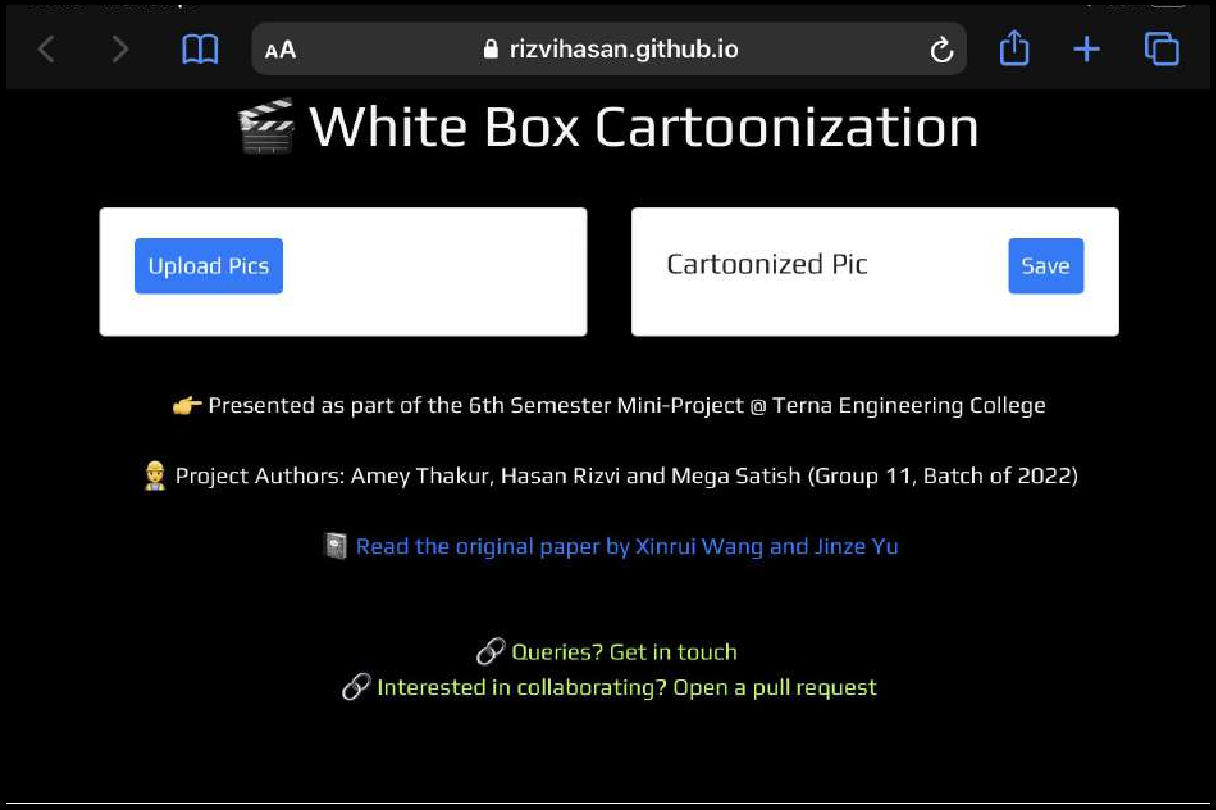 AA rizvihasan.github.io
White Box Cartoonization
Upload Pics
Cartoonized Pic
Save
Presented as part of the 6th Semester Mini-Project @ Terna Engineering College
Project Authors: Amey Thakur, Hasan Rizvi and Mega Satish (Group 11, Batch of 2022)
Read the original paper by Xinrui Wang and Jinze Yu
Queries? Get in touch
Interested in collaborating? Open a pull request